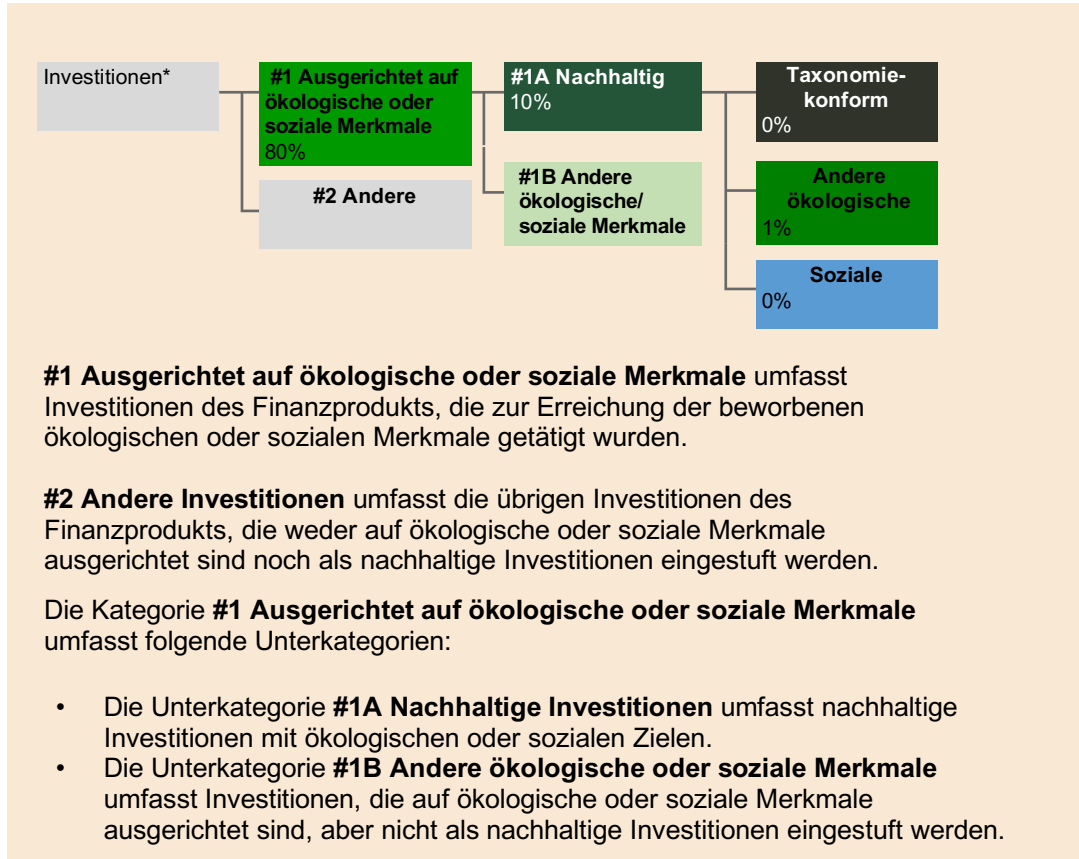 Investitionen*
#1 Ausgerichtet auf
ökologische oder
soziale Merkmale
80%
#2 Andere
#1A Nachhaltig
10%
#1B Andere
ökologische/
soziale Merkmale
Taxonomie-
konform
0%
Andere
ökologische
1%
Soziale
0%
#1 Ausgerichtet auf ökologische oder soziale Merkmale umfasst
Investitionen des Finanzprodukts, die zur Erreichung der beworbenen
ökologischen oder sozialen Merkmale getätigt wurden.
#2 Andere Investitionen umfasst die übrigen Investitionen des
Finanzprodukts, die weder auf ökologische oder soziale Merkmale
ausgerichtet sind noch als nachhaltige Investitionen eingestuft werden.
Die Kategorie #1 Ausgerichtet auf ökologische oder soziale Merkmale
umfasst folgende Unterkategorien:
• Die Unterkategorie #1A Nachhaltige Investitionen umfasst nachhaltige
Investitionen mit ökologischen oder sozialen Zielen.
• Die Unterkategorie #1B Andere ökologische oder soziale Merkmale
umfasst Investitionen, die auf ökologische oder soziale Merkmale
ausgerichtet sind, aber nicht als nachhaltige Investitionen eingestuft werden.